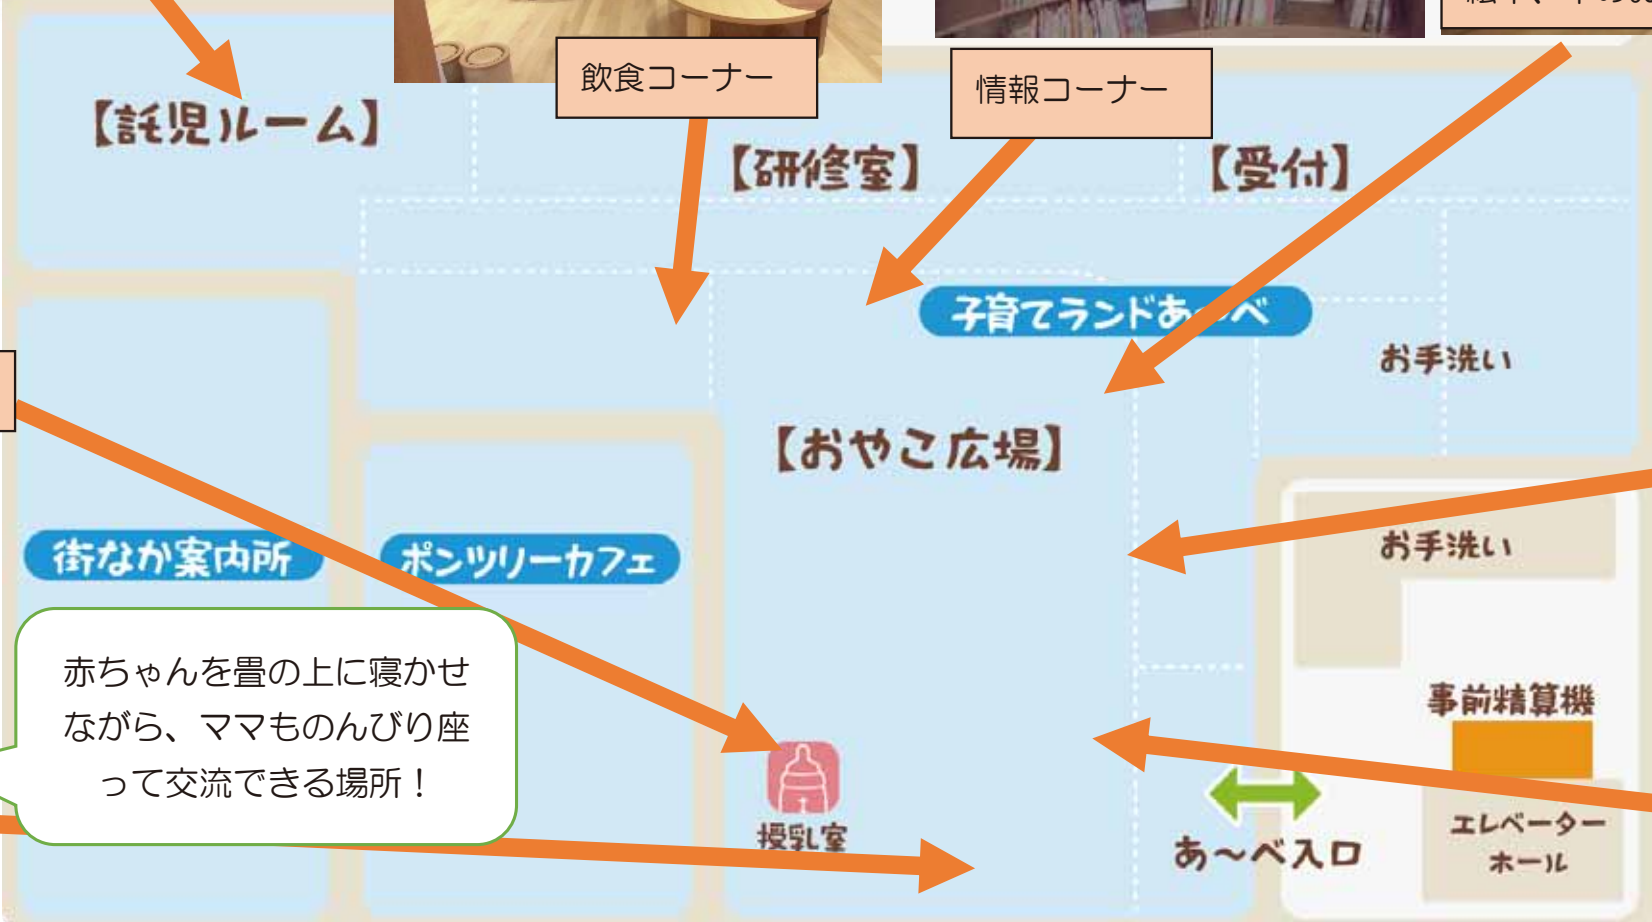 飲食コーナー
情報コーナー
【託児ルーム】
【研修室】
【受付】
子育てランドあ～べ
お手洗い
【おやこ広場】
街なか案内所
ポンツリーカフェ
お手洗い
赤ちゃんを畳の上に寝かせ
ながら、ママものんびり座
って交流できる場所！
事前精算機
授乳室
あ～べ入口
エレベーター
ホール